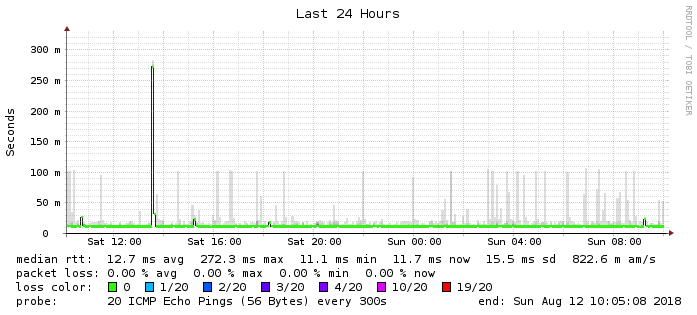 Last 24 Hours
RRDTOOL / TOBI OETIKER
Seconds
300 m
250 m
200 m
150 m
100 m
50 m
0
Sat 12:00 Sat 16:00 Sat 20:00 Sun 00:00 Sun 04:00 Sun 08:00
median rtt: 12.7 ms avg 272.3 ms max 11.1 ms min 11.7 ms now 15.5 ms sd 822.6 m am/s
packet loss: 0.00 % avg 0.00 % max 0.00 % min 0.00 % now
loss color: 0 1/20 2/20 3/20 4/20 10/20 19/20
probe: 20 ICMP Echo Pings (56 Bytes) every 300s end: Sun Aug 12 10:05:08 2018